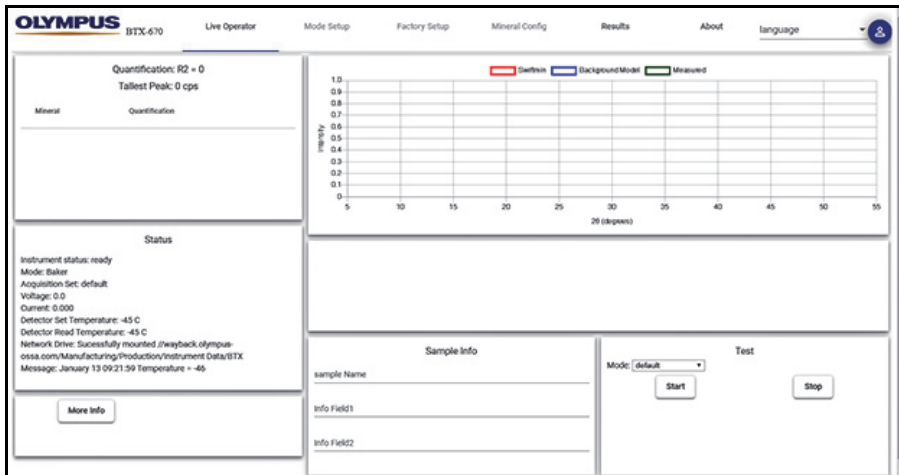 OLYMPUS BTX-670
Live Operator
Mode Setup
Factory Setup
Mineral Config
Results
About
language
Quantification: R2 = 0
Tallest Peak: 0 cps
Mineral Quantification
Swiftmin Background Model Measured
Intensity
1.0
0.9
0.8
0.7
0.6
0.5
0.4
0.3
0.2
0.1
0
5 10 15 20 25 30 35 40 45 50 55
2θ (degrees)
Status
Instrument status: ready
Mode: Baker
Acquisition Set: default
Voltage: 0.0
Current: 0.000
Detector Set Temperature: -45 C
Detector Read Temperature: -45 C
Network Drive: Sucessfully mounted //wayback.olympus-
ossa.com/Manufacturing/Production/Instrument Data/BTX
Message: January 13 09:21:59 Temperature = -46
More Info
Sample Info
sample Name
Info Field1
Info Field2
Test
Mode: default
Start
Stop